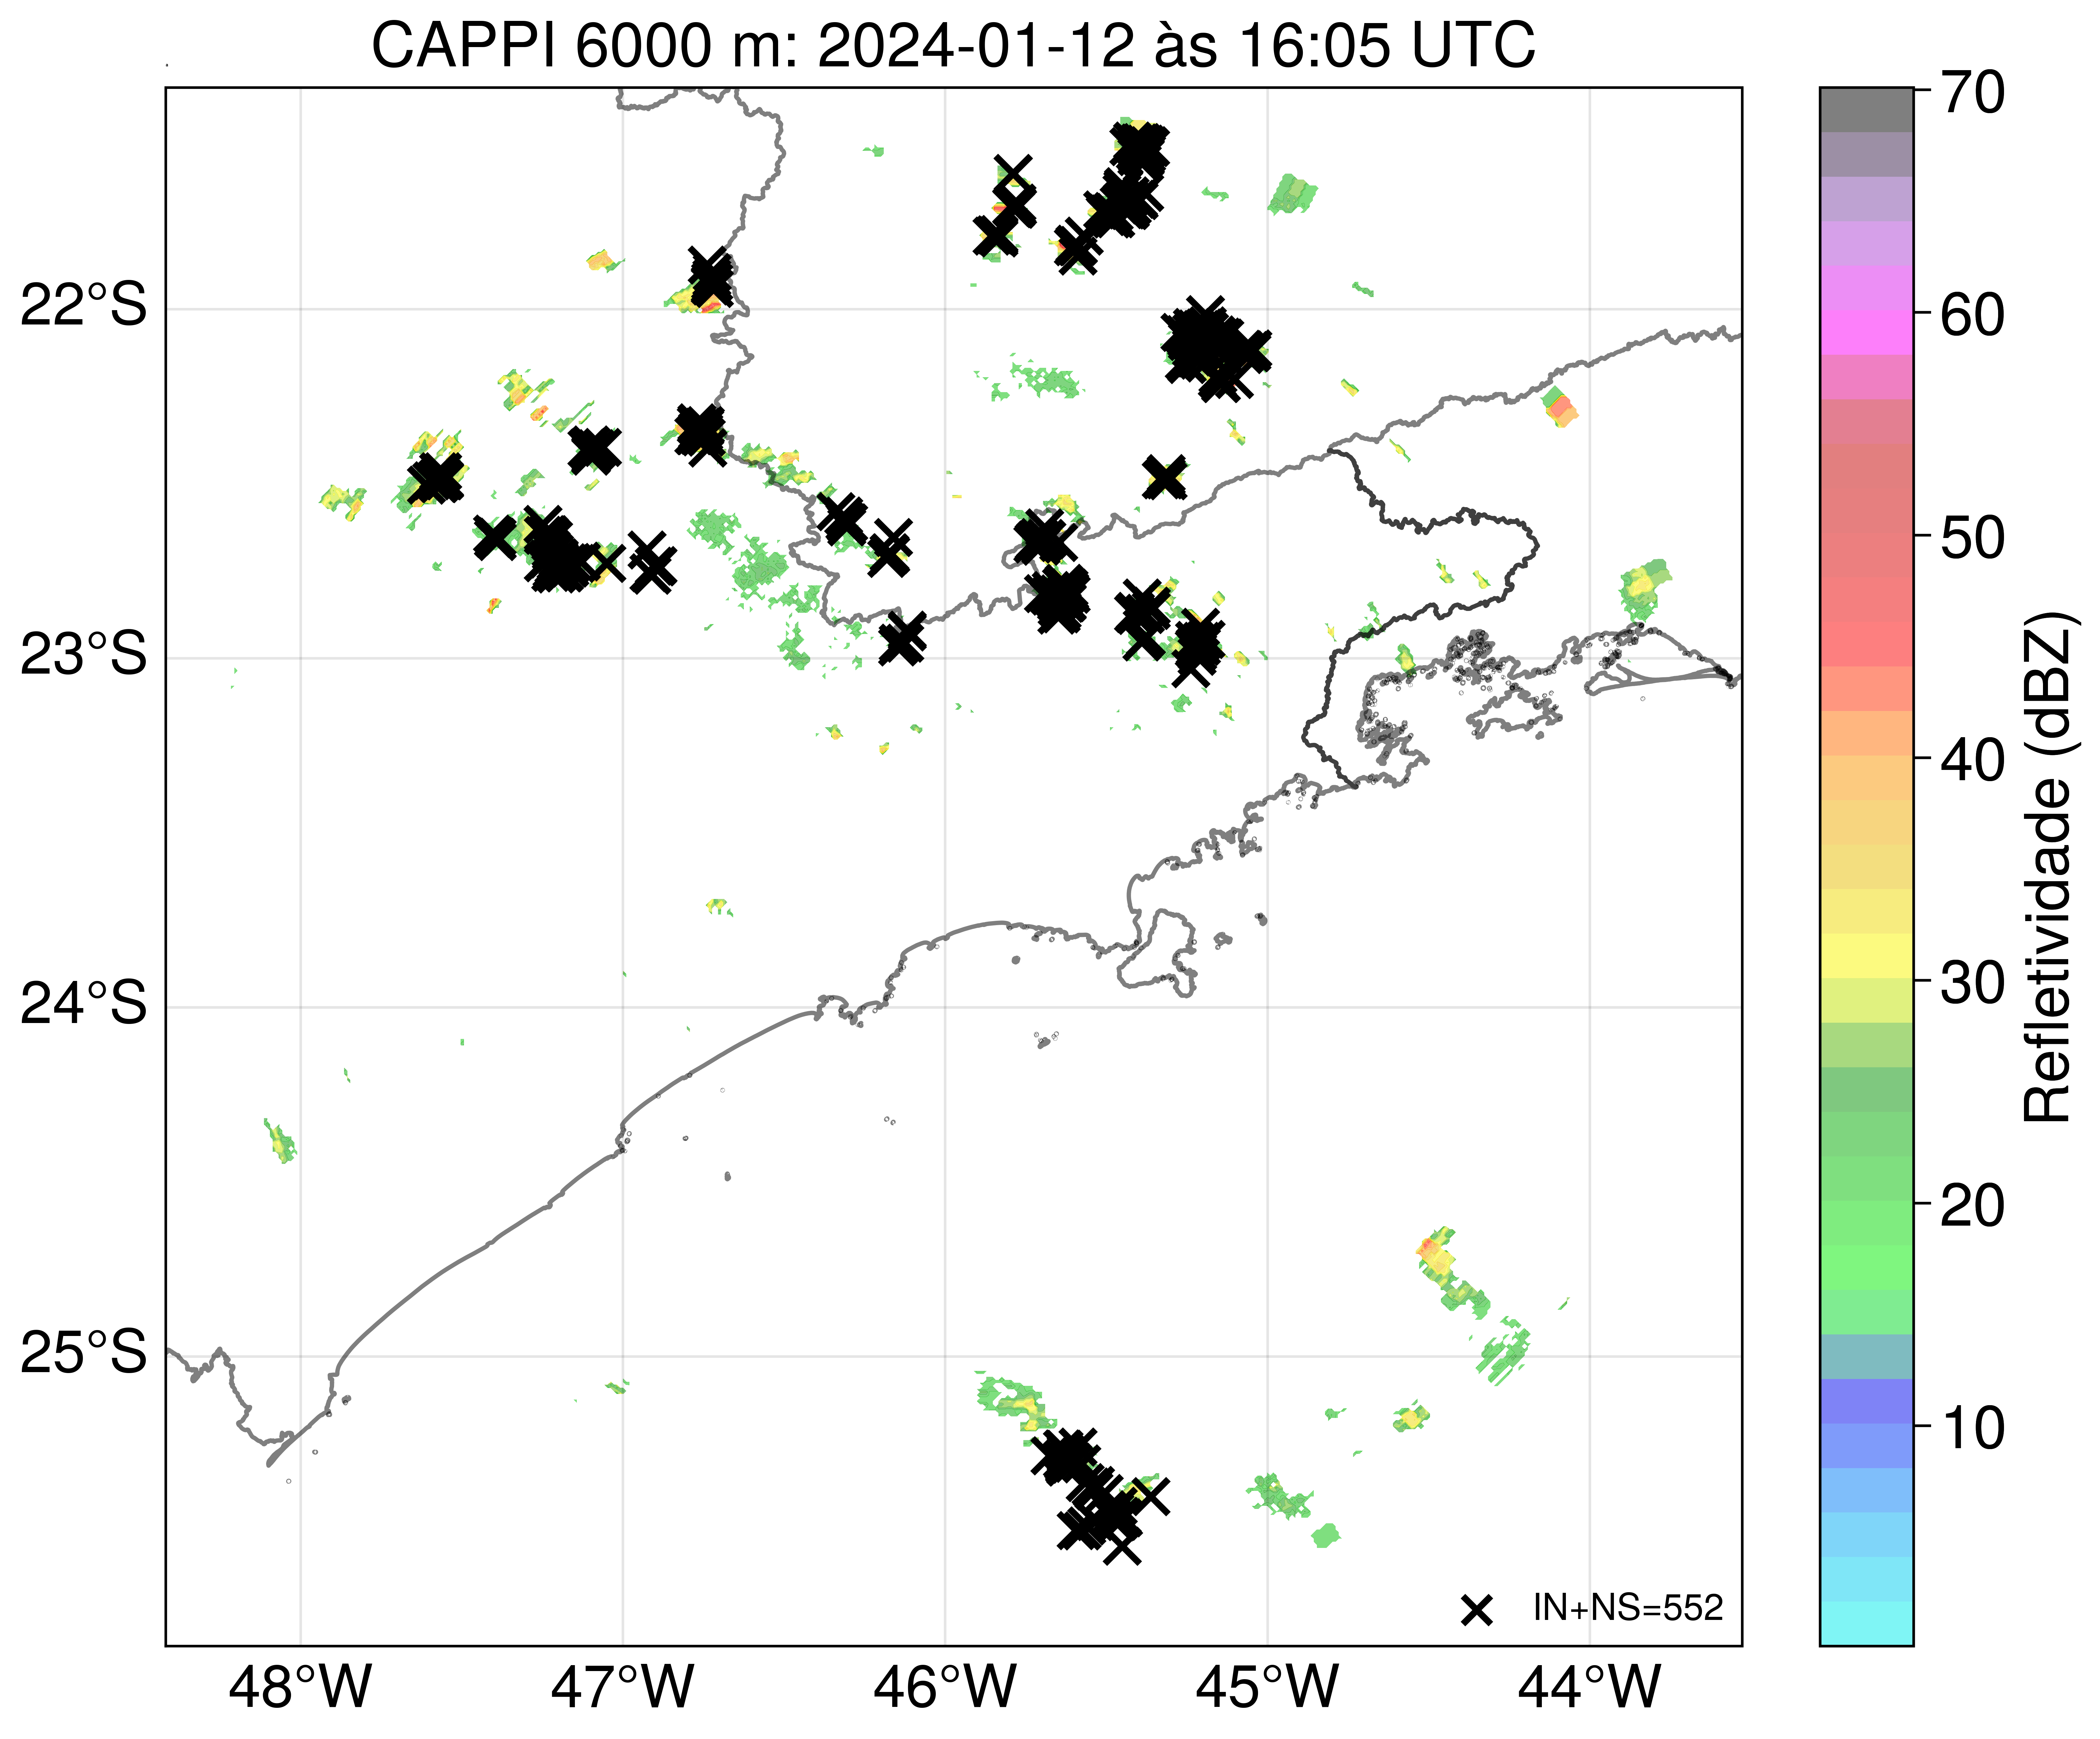 CAPPI 6000 m: 2024-01-12 às 16:05 UTC
22°S
23°S
24°S
25°S
48°W
47°W
46°W
45°W
44°W
IN+NS=552
70
60
50
40
30
20
10
Refletividade (dBZ)